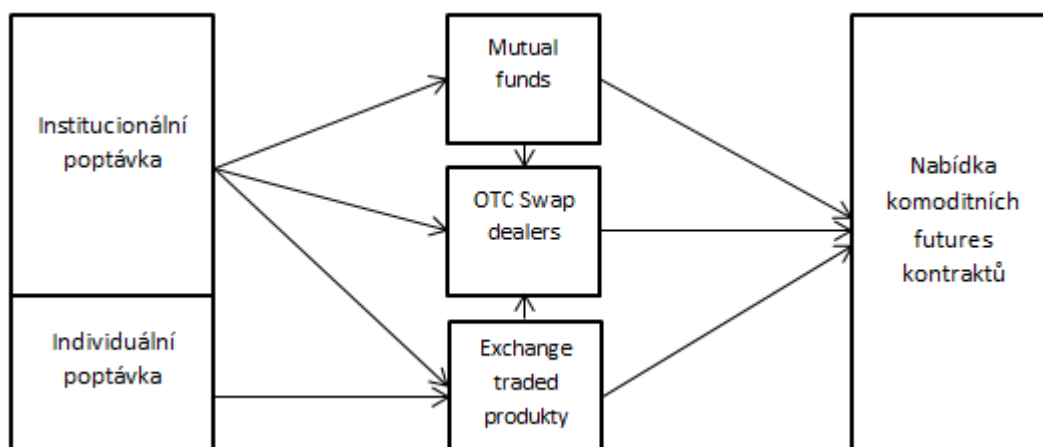 Institucionální
poptávka
Individuální
poptávka
Mutual
funds
OTC Swap
dealers
Exchange
traded
produkty
Nabídka
komoditních
futures
kontraktů